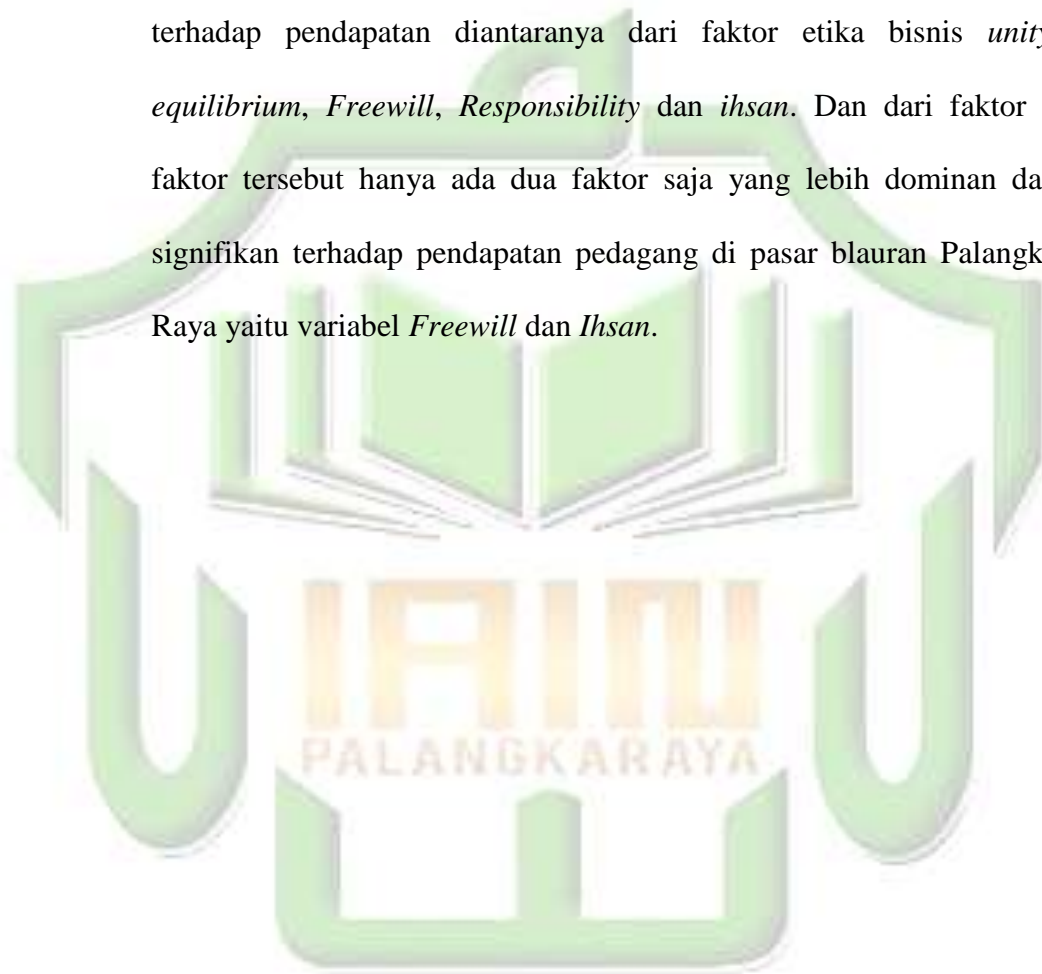 terhadap pendapatan diantaranya dari faktor etika bisnis unity
equilibrium, Freewill, Responsibility dan ihsan. Dan dari faktor
faktor tersebut hanya ada dua faktor saja yang lebih dominan da
signifikan terhadap pendapatan pedagang di pasar blauran Palangk
Raya yaitu variabel Freewill dan Ihsan.
IAIN
PALANGKARAYA